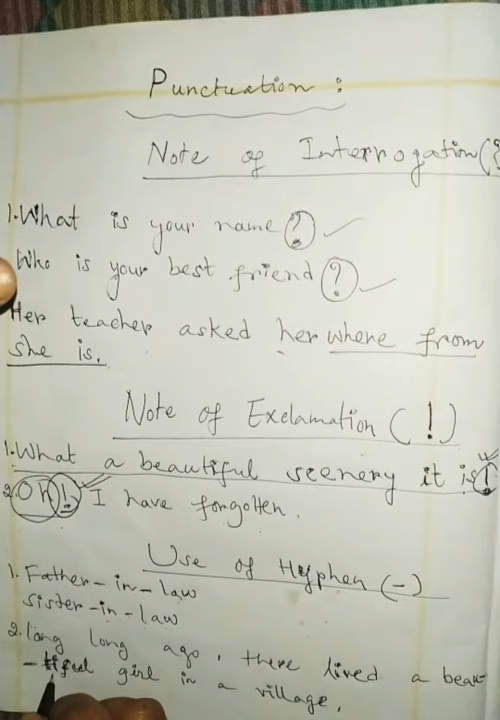 Punctuation :
Note of Interrogation (?
1. What is your name ?
Who is your best friend ?
Her teacher asked her where from
she is.
Note of Exclamation ( ! )
1. What a beautiful scenery it is !
2. Oh ! I have forgotten.
Use of Hyphen (-)
1. Father-in-law
sister-in-law
2. long long ago, there lived a beau-
-tiful girl in a village.